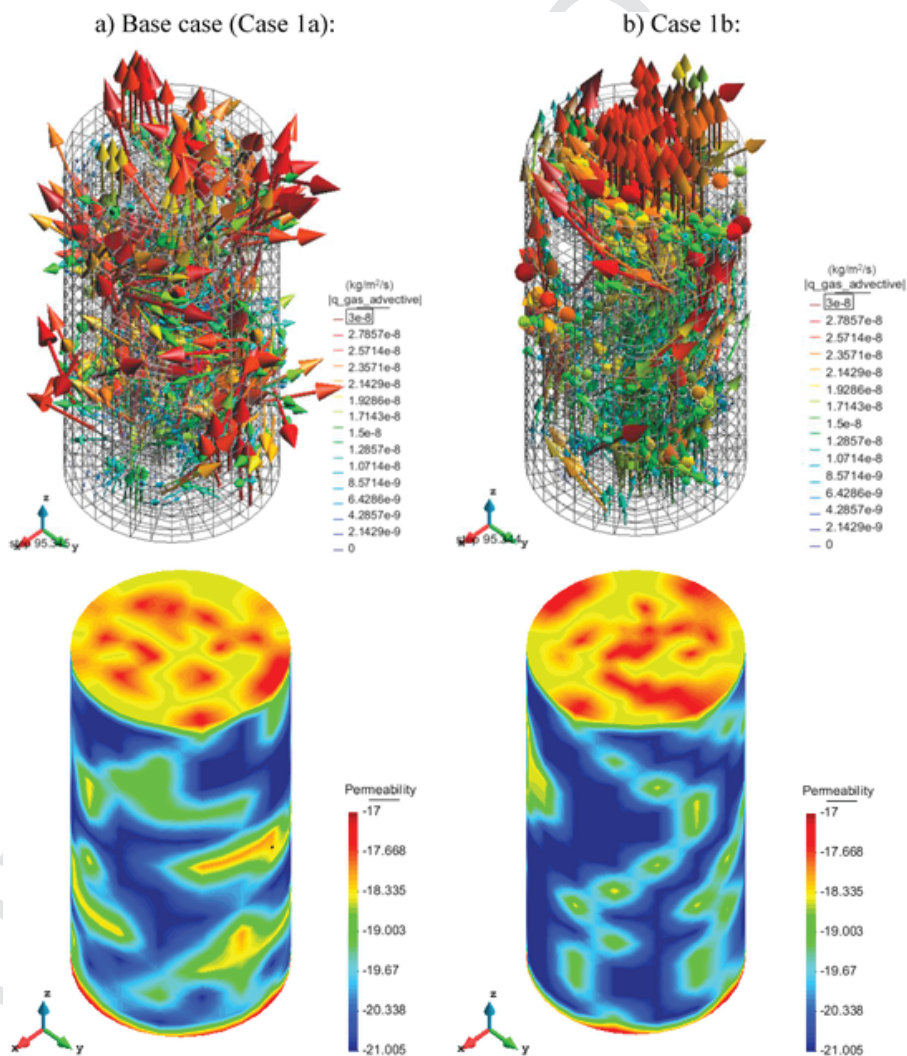 a) Base case (Case 1a):
b) Case 1b:
(kg/m²/s)
|q_gas_advective|
3e-8
2.7857e-8
2.5714e-8
2.3571e-8
2.1429e-8
1.9286e-8
1.7143e-8
1.5e-8
1.2857e-8
1.0714e-8
8.5714e-9
6.4286e-9
4.2857e-9
2.1429e-9
0
z
x
y
(kg/m²/s)
|q_gas_advective|
3e-8
2.7857e-8
2.5714e-8
2.3571e-8
2.1429e-8
1.9286e-8
1.7143e-8
1.5e-8
1.2857e-8
1.0714e-8
8.5714e-9
6.4286e-9
4.2857e-9
2.1429e-9
0
z
x
y
Permeability
-17
-17.668
-18.335
-19.003
-19.67
-20.338
-21.005
z
x
y
Permeability
-17
-17.668
-18.335
-19.003
-19.67
-20.338
-21.005
z
x
y